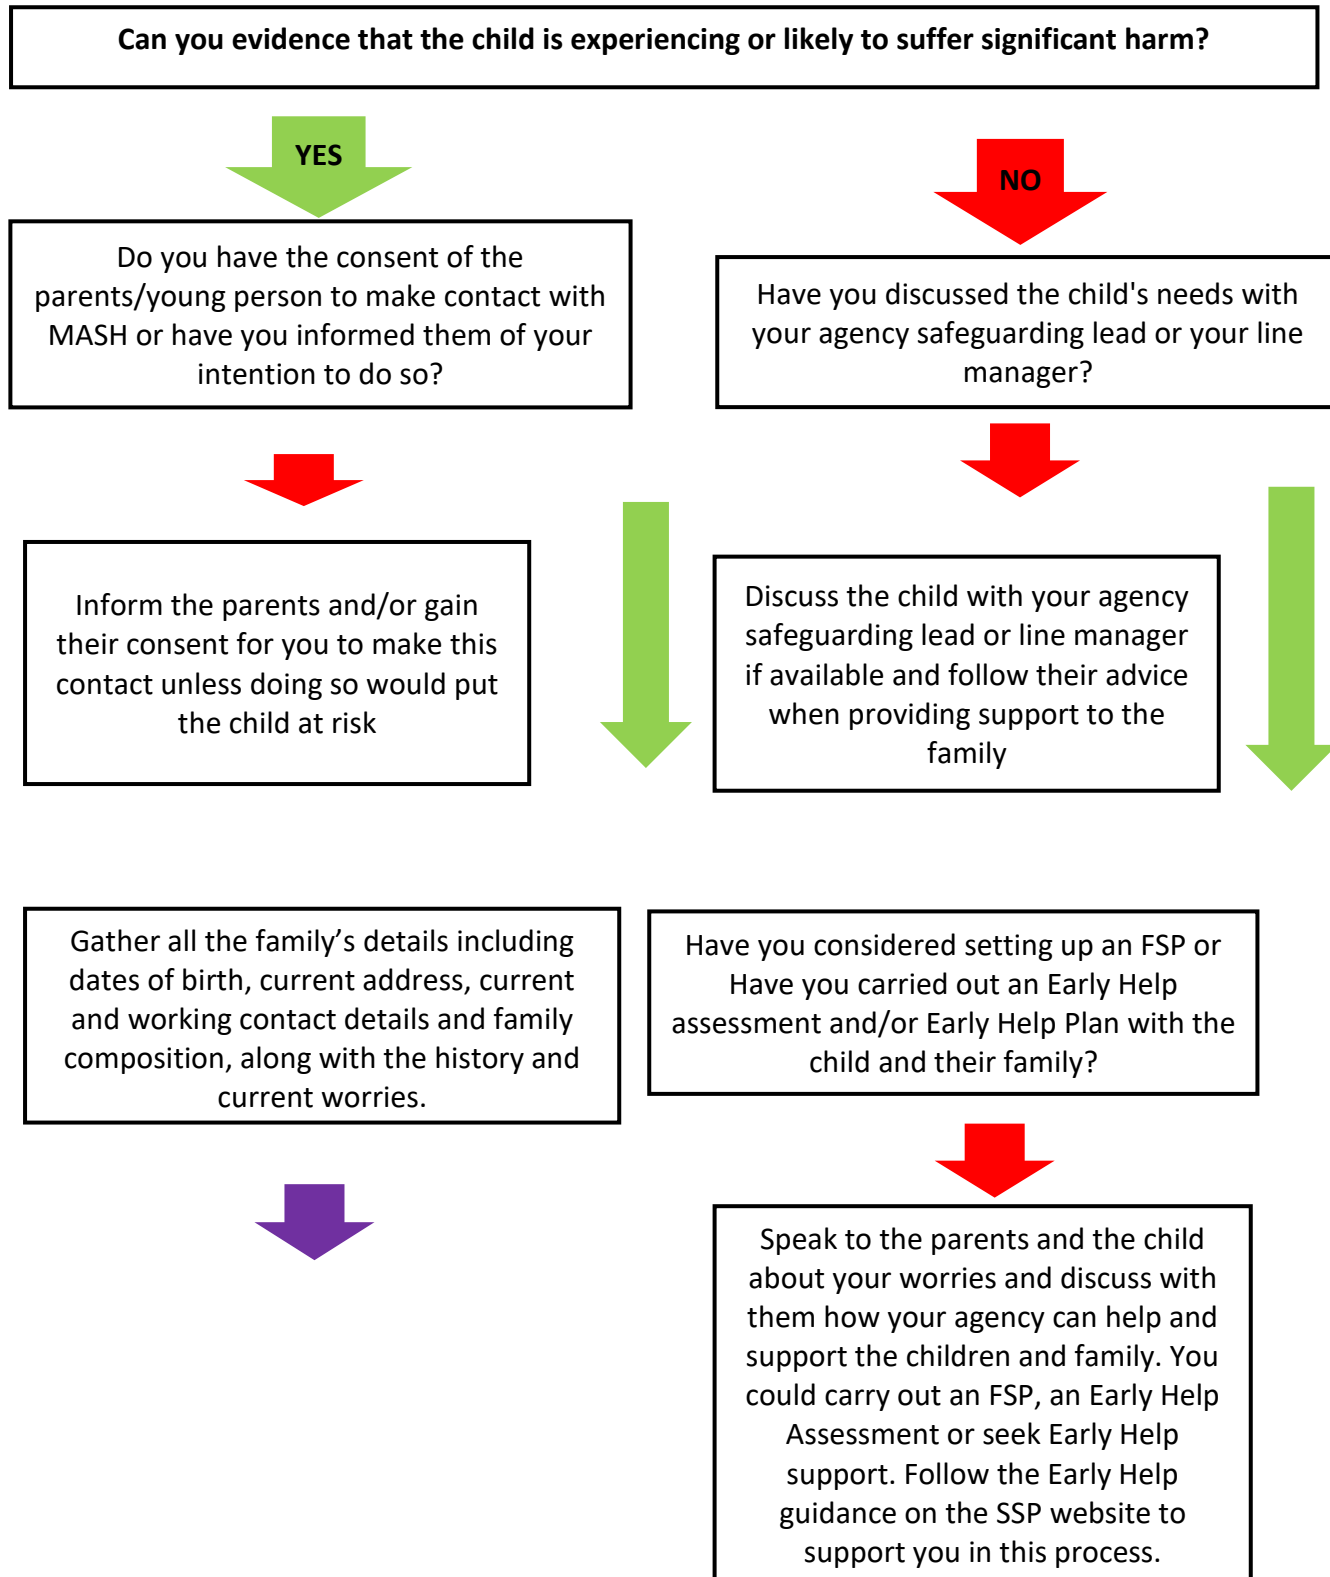 Can you evidence that the child is experiencing or likely to suffer significant harm?
YES
NO
Do you have the consent of the
parents/young person to make contact with
MASH or have you informed them of your
intention to do so?
Have you discussed the child's needs with
your agency safeguarding lead or your line
manager?
Inform the parents and/or gain
their consent for you to make this
contact unless doing so would put
the child at risk
Discuss the child with your agency
safeguarding lead or line manager
if available and follow their advice
when providing support to the
family
Gather all the family’s details including
dates of birth, current address, current
and working contact details and family
composition, along with the history and
current worries.
Have you considered setting up an FSP or
Have you carried out an Early Help
assessment and/or Early Help Plan with the
child and their family?
Speak to the parents and the child
about your worries and discuss with
them how your agency can help and
support the children and family. You
could carry out an FSP, an Early Help
Assessment or seek Early Help
support. Follow the Early Help
guidance on the SSP website to
support you in this process.